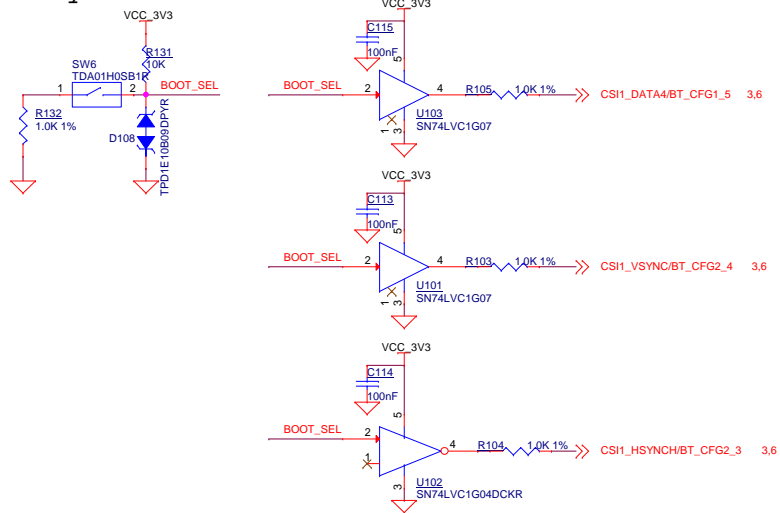 VCC_3V3
SW6
TDA01H0SB1R
R131
10K
1
2
BOOT_SEL
R132
1.0K 1%
D108
TPD1E10B09DPYR
VCC_3V3
C115
100nF
5
BOOT_SEL
2
4
R105
1.0K 1%
CSI1_DATA4/BT_CFG1_5 3,6
1
3
U103
SN74LVC1G07
VCC_3V3
C113
100nF
5
BOOT_SEL
2
4
R103
1.0K 1%
CSI1_VSYNC/BT_CFG2_4 3,6
1
3
U101
SN74LVC1G07
VCC_3V3
C114
100nF
5
BOOT_SEL
2
4
R104
1.0K 1%
CSI1_HSYNCH/BT_CFG2_3 3,6
1
3
U102
SN74LVC1G04DCKR